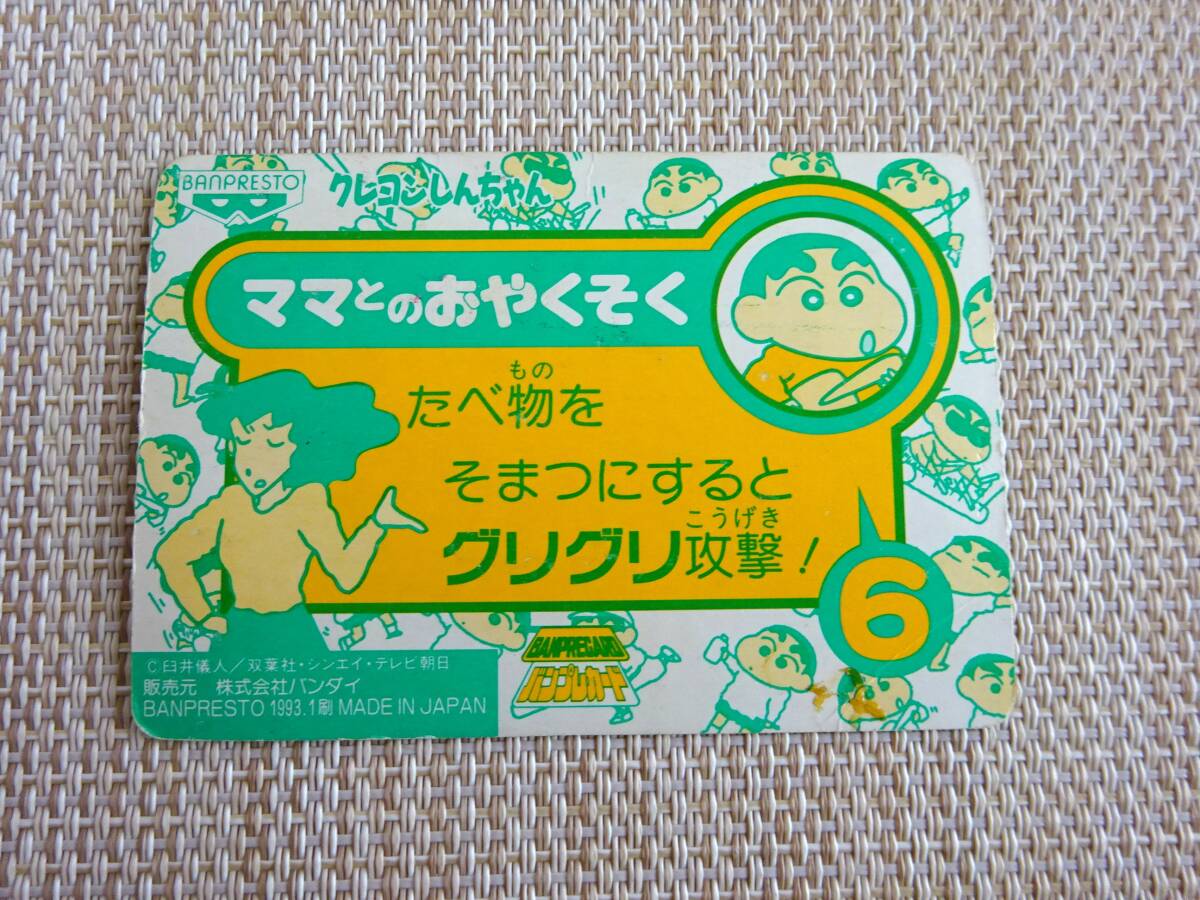 BANPRESTO
クレヨンしんちゃん
ママとのおやくそく
もの
たべ物を
そまつにすると
こうげき
グリグリ攻撃!
6
BANPRECARD
バンプレカード
C.臼井儀人/双葉社・シンエイ・テレビ朝日
販売元 株式会社バンダイ
BANPRESTO 1993.1刷 MADE IN JAPAN